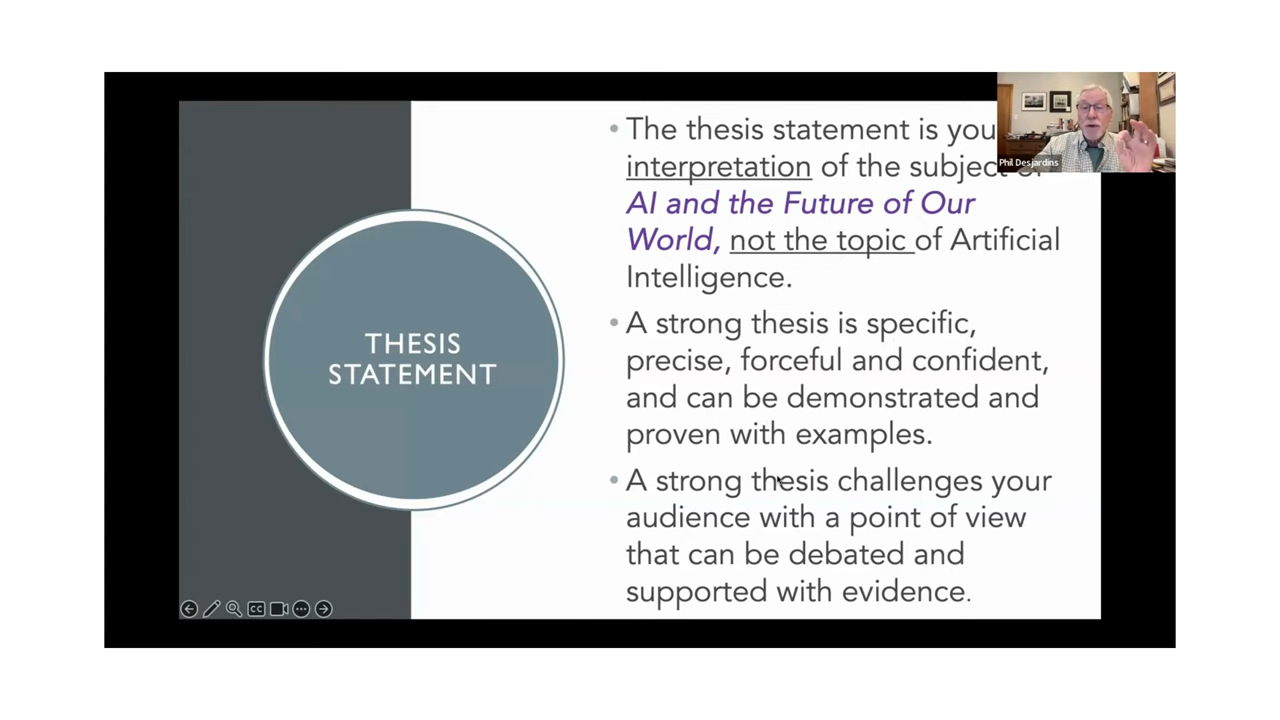 THESIS
STATEMENT
• The thesis statement is you
interpretation of the subject
AI and the Future of Our
World, not the topic of Artificial
Intelligence.
• A strong thesis is specific,
precise, forceful and confident,
and can be demonstrated and
proven with examples.
• A strong thesis challenges your
audience with a point of view
that can be debated and
supported with evidence.
Phil Desjardins
CC